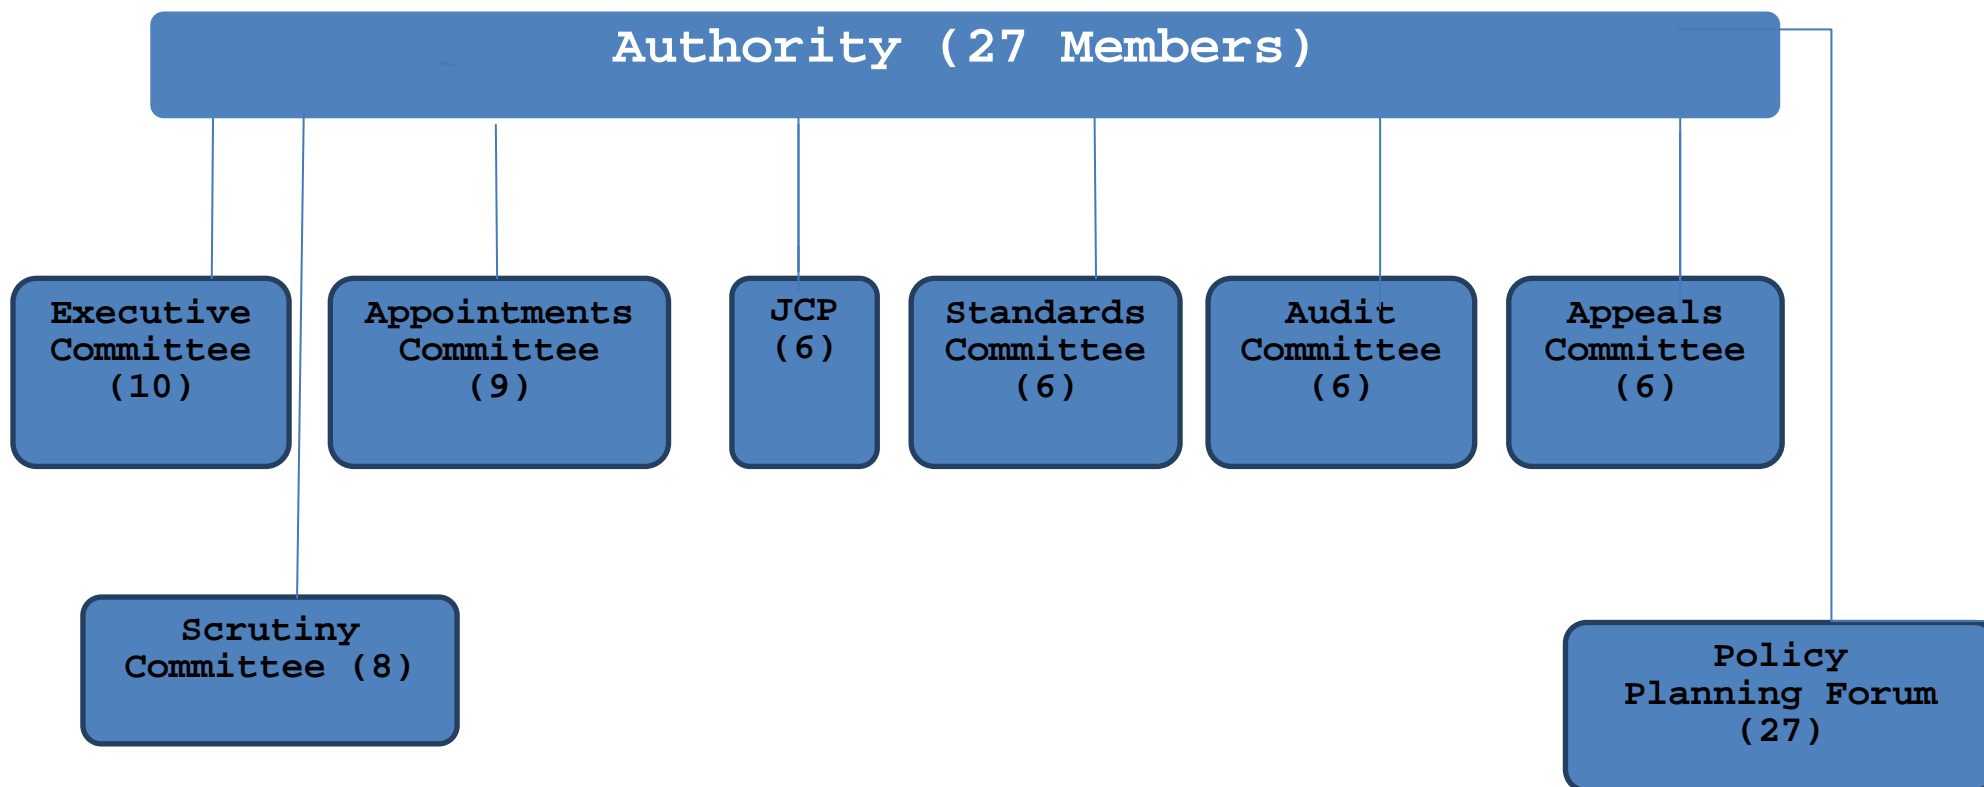 Authority (27 Members)
Executive
Committee
(10)
Appointments
Committee
(9)
JCP
(6)
Standards
Committee
(6)
Audit
Committee
(6)
Appeals
Committee
(6)
Scrutiny
Committee (8)
Policy
Planning Forum
(27)